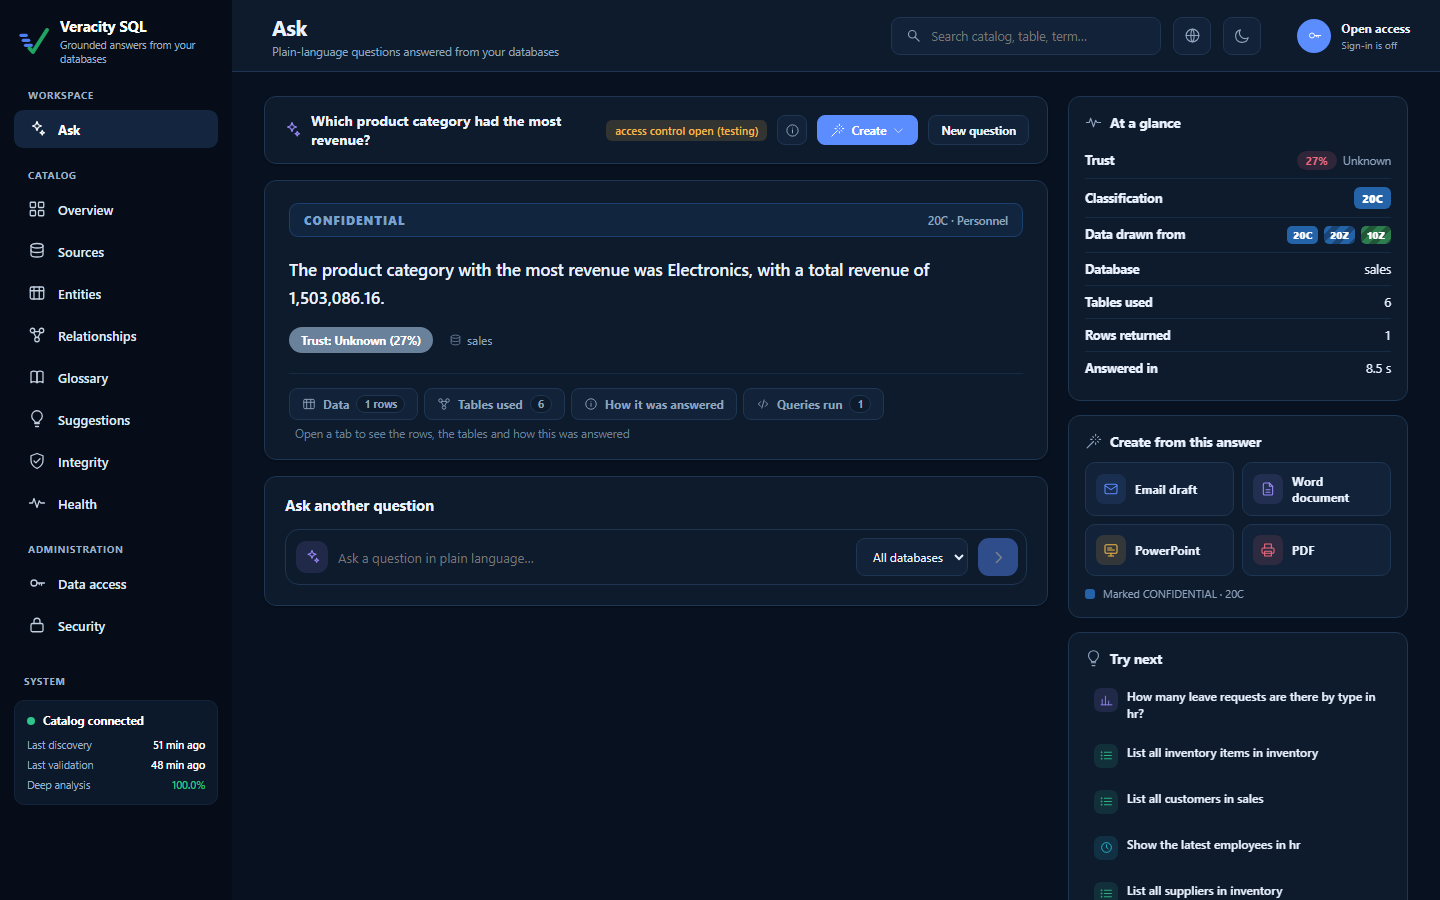 Veracity SQL
Grounded answers from your
databases
WORKSPACE
Ask
CATALOG
Overview
Sources
Entities
Relationships
Glossary
Suggestions
Integrity
Health
ADMINISTRATION
Data access
Security
SYSTEM
Catalog connected
Last discovery 51 min ago
Last validation 48 min ago
Deep analysis 100.0%
Ask
Plain-language questions answered from your databases
Search catalog, table, term...
Open access
Sign-in is off
Which product category had the most
revenue?
access control open (testing)
Create
New question
CONFIDENTIAL 20C · Personnel
The product category with the most revenue was Electronics, with a total revenue of
1,503,086.16.
Trust: Unknown (27%) sales
Data 1 rows Tables used 6 How it was answered Queries run 1
Open a tab to see the rows, the tables and how this was answered
Ask another question
Ask a question in plain language... All databases
At a glance
Trust 27% Unknown
Classification 20C
Data drawn from 20C 20Z 10Z
Database sales
Tables used 6
Rows returned 1
Answered in 8.5 s
Create from this answer
Email draft
Word
document
PowerPoint
PDF
Marked CONFIDENTIAL · 20C
Try next
How many leave requests are there by type in
hr?
List all inventory items in inventory
List all customers in sales
Show the latest employees in hr
List all suppliers in inventory